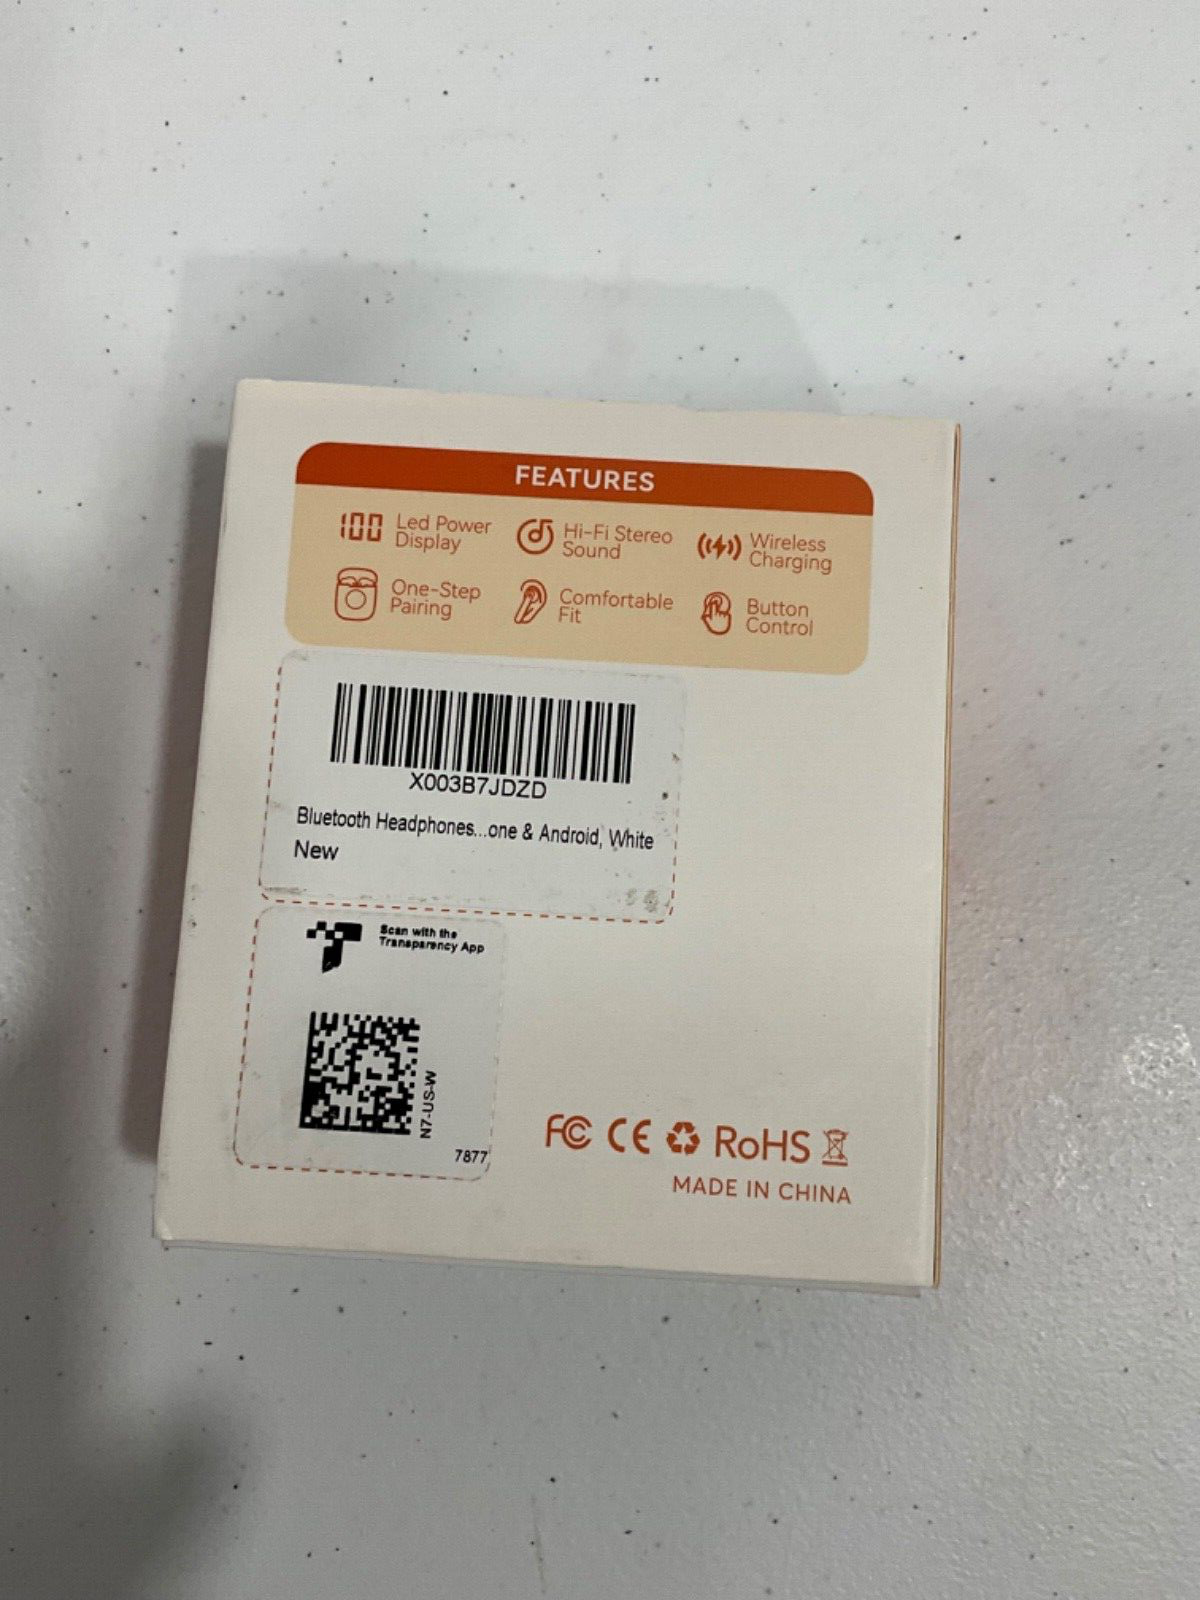 FEATURES
100
Led Power
Display
Hi-Fi Stereo
Sound
Wireless
Charging
One-Step
Pairing
Comfortable
Fit
Button
Control
X003B7JDZD
Bluetooth Headphones...one & Android, White
New
Scan with the
Transparency App
N7-US-W
7877
FC CE RoHS
MADE IN CHINA